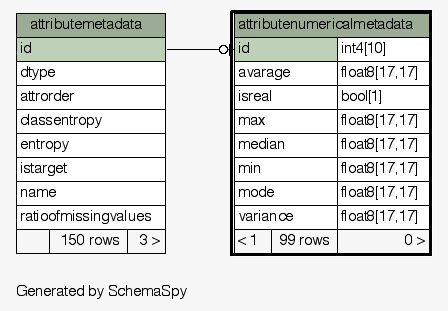 attributemetadata
id
dtype
attrorder
classentropy
entropy
istarget
name
ratioofmissingvalues
150 rows 3 >
attributenumericalmetadata
id int4[10]
avarage float8[17,17]
isreal bool[1]
max float8[17,17]
median float8[17,17]
min float8[17,17]
mode float8[17,17]
variance float8[17,17]
< 1 99 rows 0 >
Generated by SchemaSpy